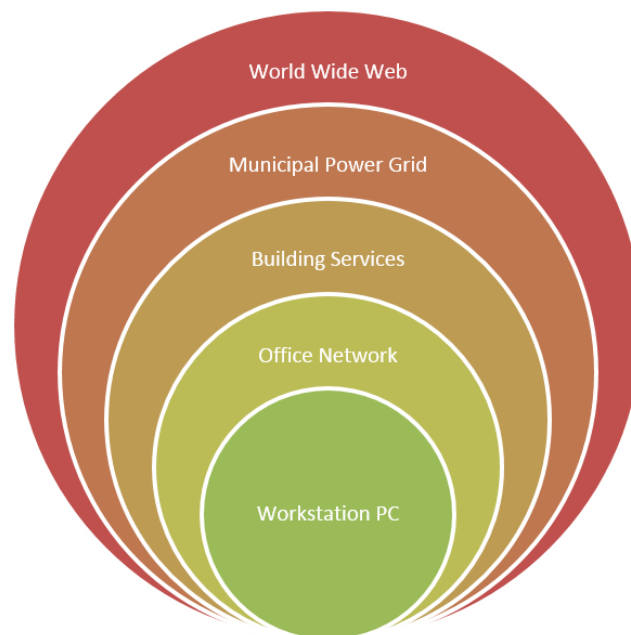 World Wide Web
Municipal Power Grid
Building Services
Office Network
Workstation PC